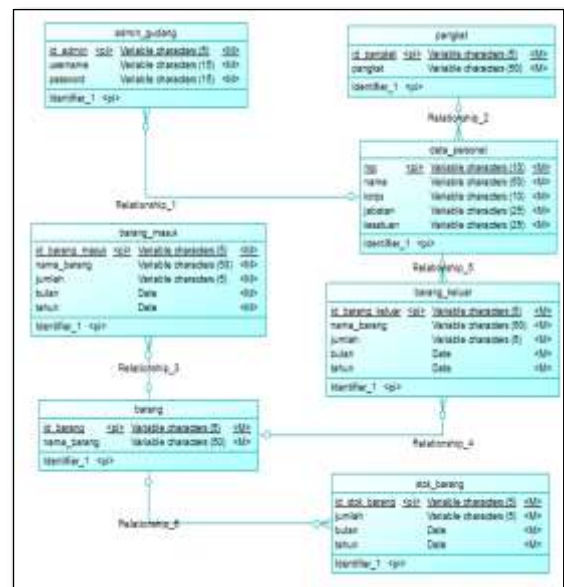 admin_gudang
id_admin <pi> Variable characters (5) <M>
username Variable characters (15) <M>
password Variable characters (15) <M>
Identifier_1 <pi>
pangkat
id_pangkat <pi> Variable characters (5) <M>
pangkat Variable characters (50) <M>
Identifier_1 <pi>
Relationship_2
data_personel
<pi> Variable characters (10) <M>
nama Variable characters (50) <M>
korps Variable characters (10) <M>
jabatan Variable characters (25) <M>
kesatuan Variable characters (25) <M>
Identifier_1 <pi>
Relationship_1
barang_masuk
id_barang_masuk <pi> Variable characters (5) <M>
nama_barang Variable characters (50) <M>
jumlah Variable characters (5) <M>
bulan Date <M>
tahun Date <M>
Identifier_1 <pi>
Relationship_5
barang_keluar
id_barang_keluar <pi> Variable characters (5) <M>
nama_barang Variable characters (50) <M>
jumlah Variable characters (5) <M>
bulan Date <M>
tahun Date <M>
Identifier_1 <pi>
Relationship_3
barang
id_barang <pi> Variable characters (5) <M>
nama_barang Variable characters (50) <M>
Identifier_1 <pi>
Relationship_4
stok_barang
id_stok_barang <pi> Variable characters (5) <M>
jumlah Variable characters (5) <M>
bulan Date <M>
tahun Date <M>
Identifier_1 <pi>
Relationship_6